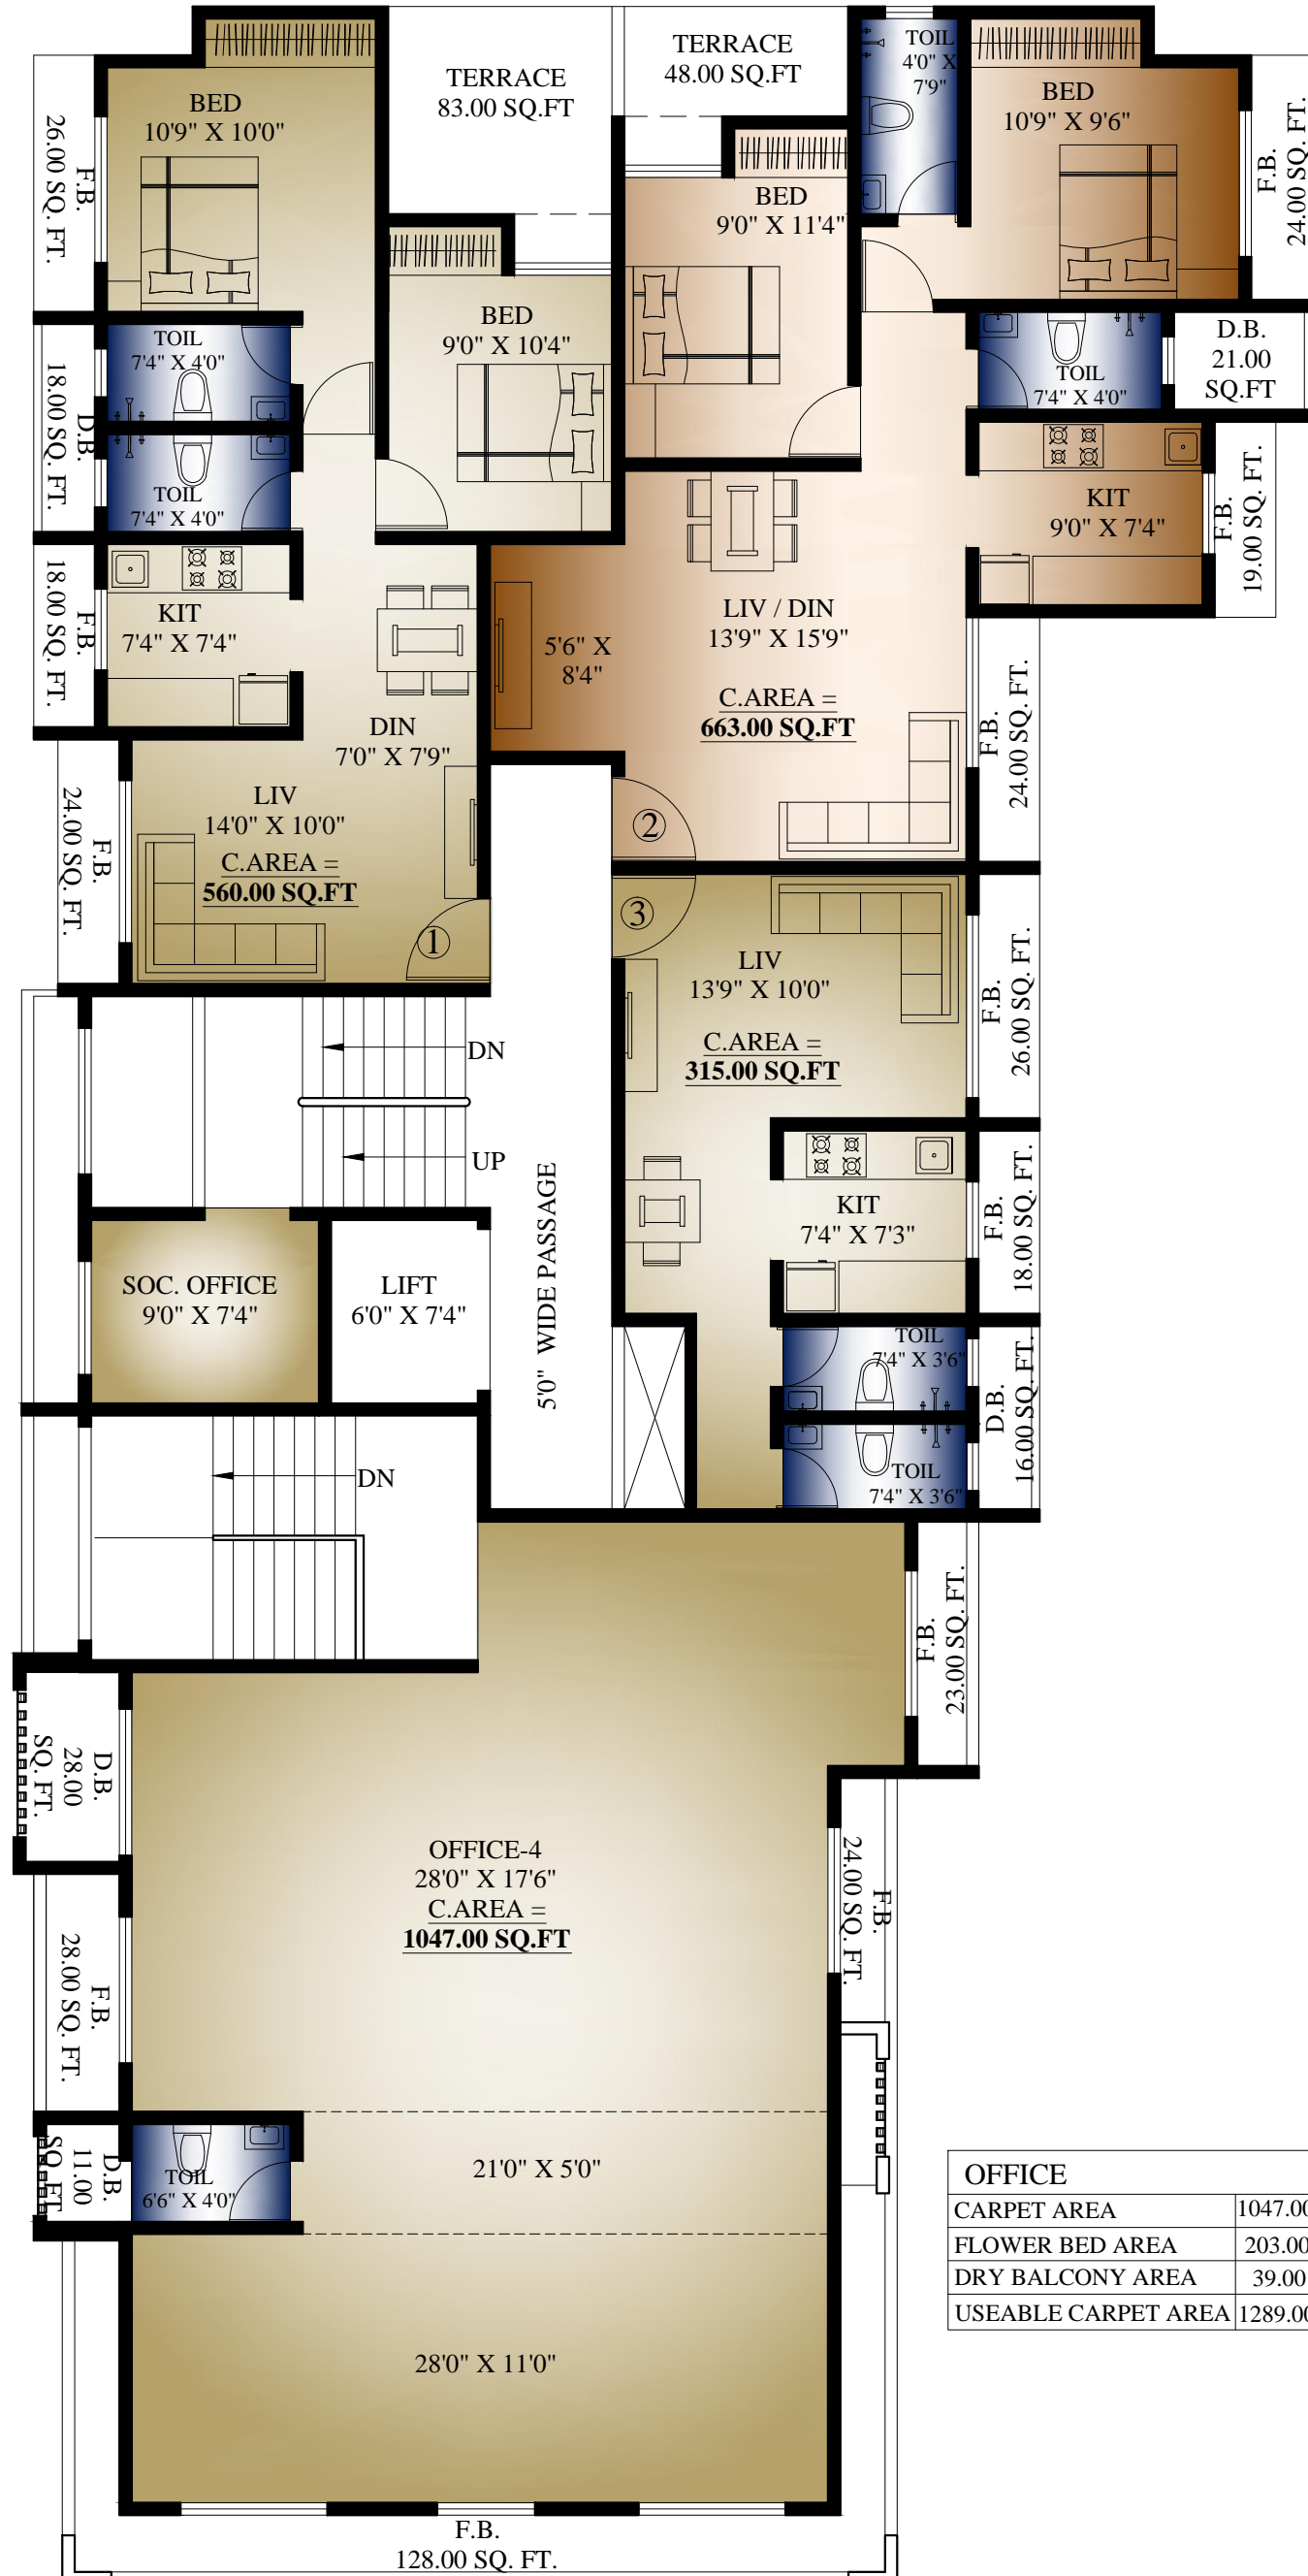 TERRACE
83.00 SQ.FT
TERRACE
48.00 SQ.FT
TOIL
4'0" X
7'9"
BED
10'9" X 10'0"
BED
10'9" X 9'6"
F.B.
26.00 SQ. FT.
F.B.
24.00 SQ. FT.
BED
9'0" X 11'4"
BED
9'0" X 10'4"
TOIL
7'4" X 4'0"
D.B.
18.00 SQ. FT.
TOIL
7'4" X 4'0"
TOIL
7'4" X 4'0"
D.B.
21.00
SQ.FT
KIT
9'0" X 7'4"
F.B.
19.00 SQ. FT.
KIT
7'4" X 7'4"
F.B.
18.00 SQ. FT.
5'6" X
8'4"
LIV / DIN
13'9" X 15'9"
C.AREA =
663.00 SQ.FT
F.B.
24.00 SQ. FT.
DIN
7'0" X 7'9"
LIV
14'0" X 10'0"
C.AREA =
560.00 SQ.FT
F.B.
24.00 SQ. FT.
1
2
3
LIV
13'9" X 10'0"
C.AREA =
315.00 SQ.FT
F.B.
26.00 SQ. FT.
DN
UP
5'0" WIDE PASSAGE
KIT
7'4" X 7'3"
F.B.
18.00 SQ. FT.
SOC. OFFICE
9'0" X 7'4"
LIFT
6'0" X 7'4"
TOIL
7'4" X 3'6"
D.B.
16.00 SQ. FT.
TOIL
7'4" X 3'6"
DN
F.B.
23.00 SQ. FT.
D.B.
28.00
SQ. FT.
OFFICE-4
28'0" X 17'6"
C.AREA =
1047.00 SQ.FT
F.B.
24.00 SQ. FT.
F.B.
28.00 SQ. FT.
D.B.
11.00
SQ. FT
TOIL
6'6" X 4'0"
21'0" X 5'0"
28'0" X 11'0"
F.B.
128.00 SQ. FT.
OFFICE
CARPET AREA 1047.00
FLOWER BED AREA 203.00
DRY BALCONY AREA 39.00
USEABLE CARPET AREA 1289.00